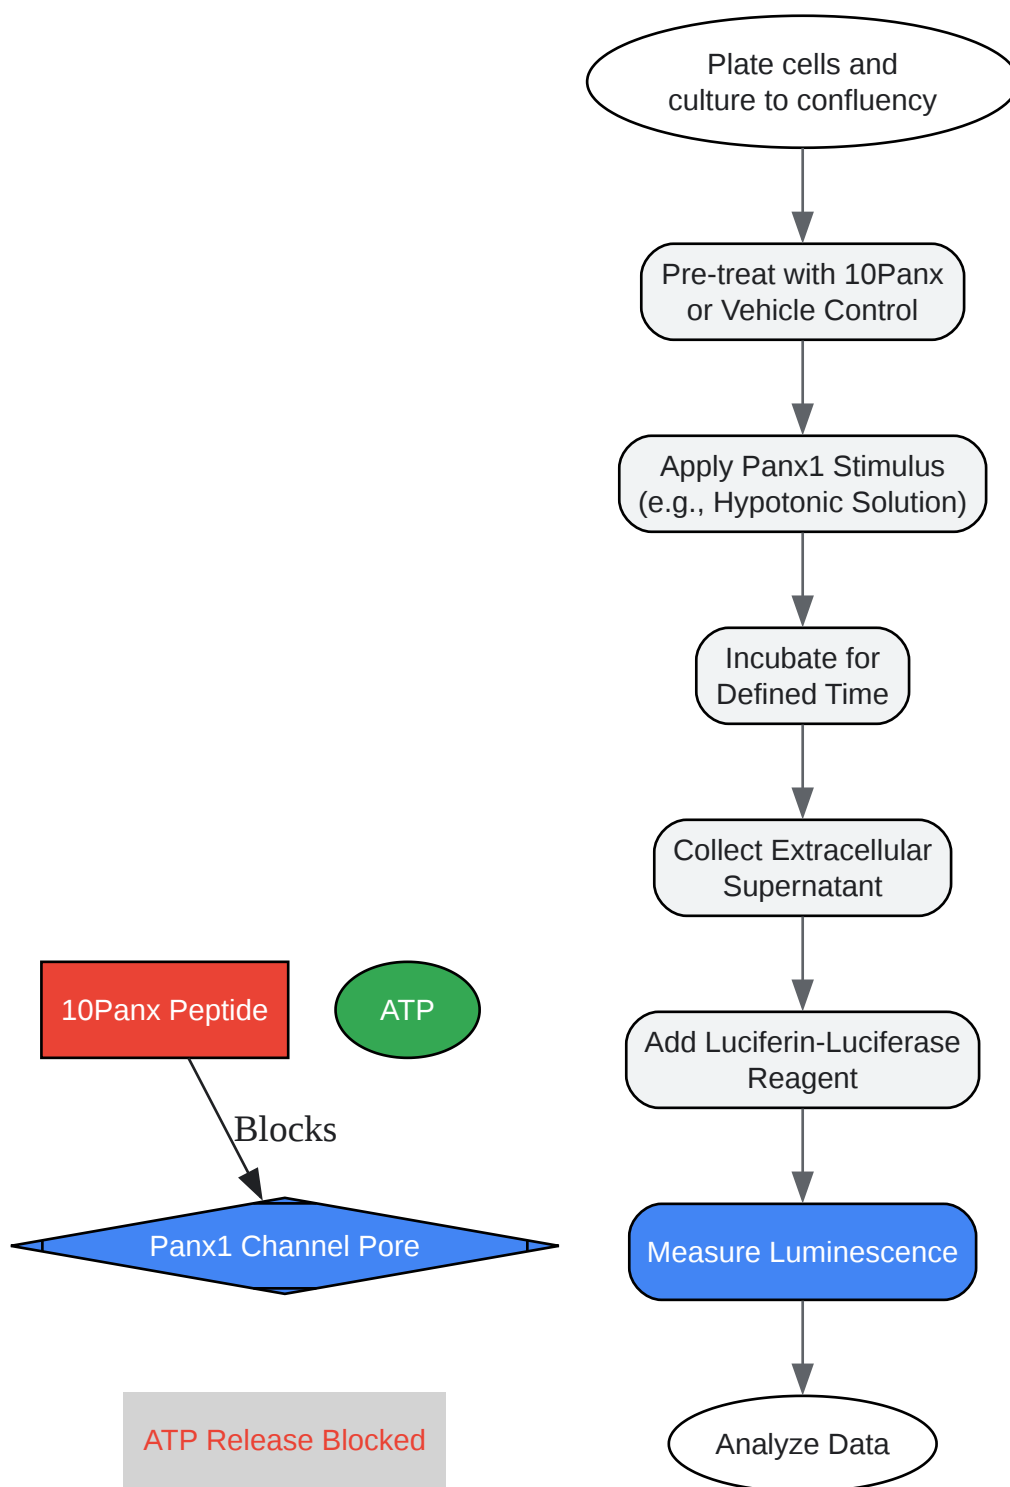 Plate cells and
culture to confluency
Pre-treat with 10Panx
or Vehicle Control
Apply Panx1 Stimulus
(e.g., Hypotonic Solution)
Incubate for
Defined Time
Collect Extracellular
Supernatant
Add Luciferin-Luciferase
Reagent
Measure Luminescence
Analyze Data
10Panx Peptide
ATP
Blocks
Panx1 Channel Pore
ATP Release Blocked